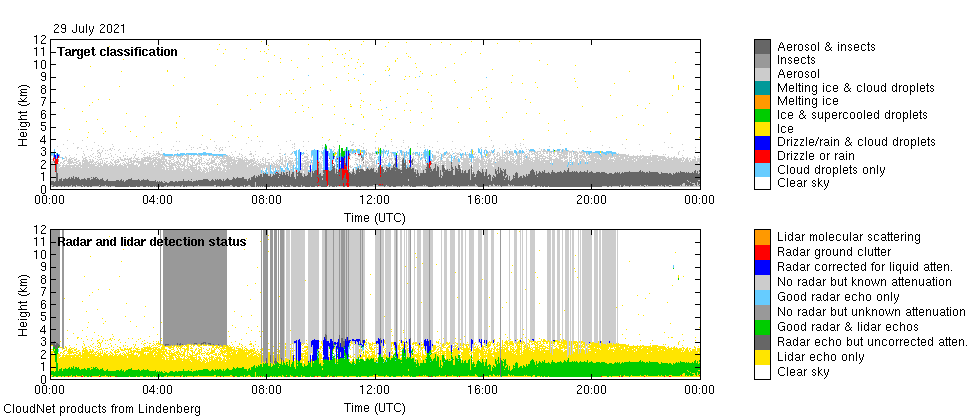 29 July 2021
Target classification
12
11
10
9
8
7
6
5
4
3
2
1
0
Height (km)
00:00 04:00 08:00 12:00 16:00 20:00 00:00
Time (UTC)
Aerosol & insects
Insects
Aerosol
Melting ice & cloud droplets
Melting ice
Ice & supercooled droplets
Ice
Drizzle/rain & cloud droplets
Drizzle or rain
Cloud droplets only
Clear sky
Radar and lidar detection status
12
11
10
9
8
7
6
5
4
3
2
1
0
Height (km)
00:00 04:00 08:00 12:00 16:00 20:00 00:00
Time (UTC)
Lidar molecular scattering
Radar ground clutter
Radar corrected for liquid atten.
No radar but known attenuation
Good radar echo only
No radar but unknown attenuation
Good radar & lidar echos
Radar echo but uncorrected atten.
Lidar echo only
Clear sky
CloudNet products from Lindenberg